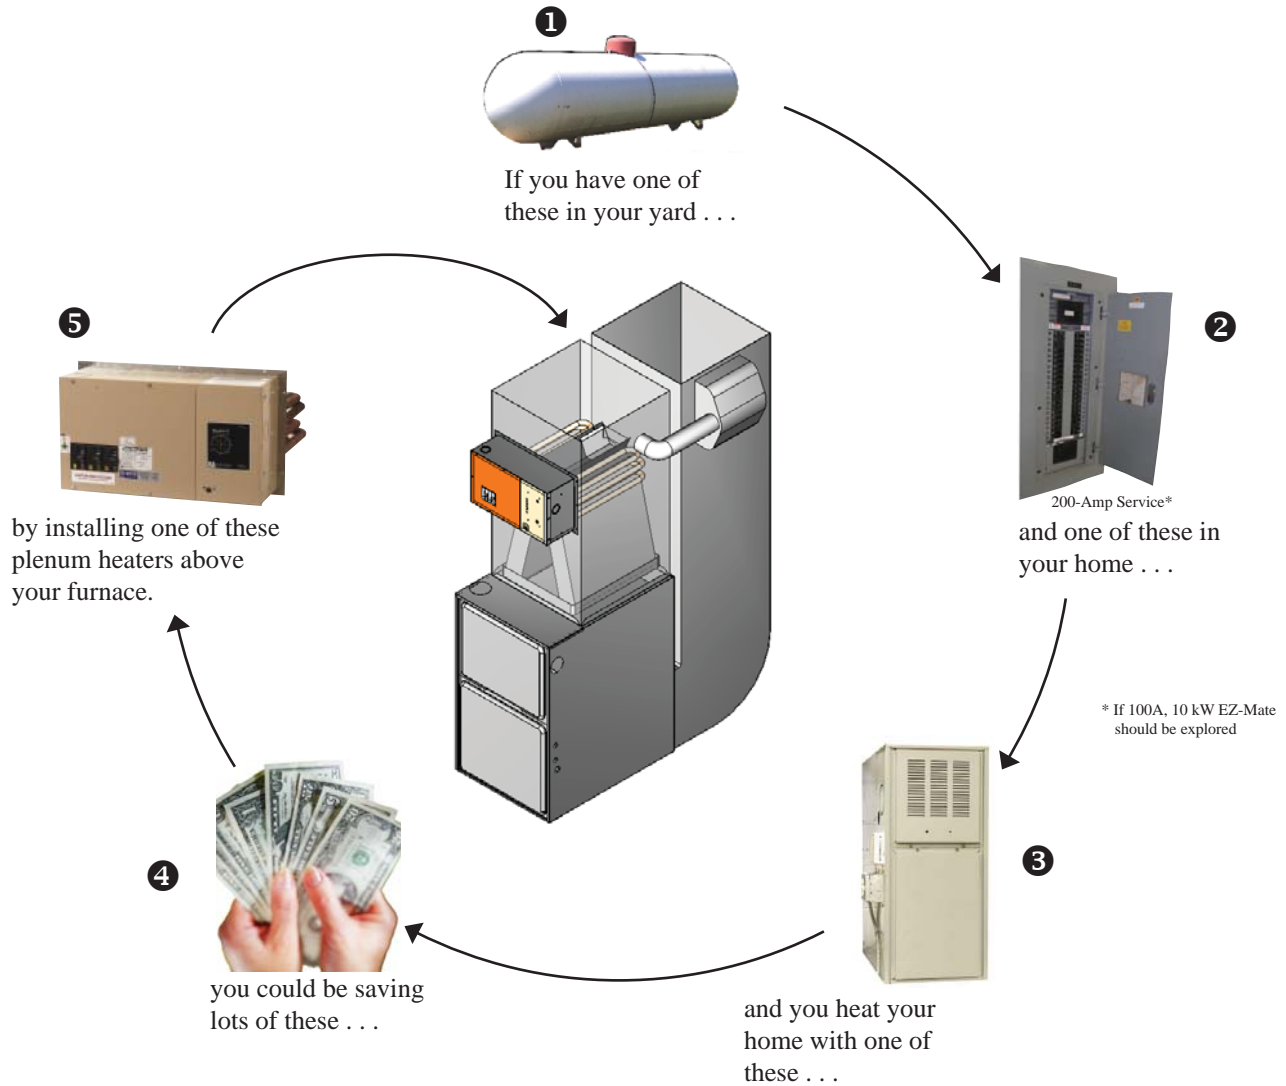 ❶
If you have one of
these in your yard . . .
❷
200-Amp Service*
and one of these in
your home . . .
* If 100A, 10 kW EZ-Mate
should be explored
❸
and you heat your
home with one of
these . . .
❹
you could be saving
lots of these . . .
❺
by installing one of these
plenum heaters above
your furnace.